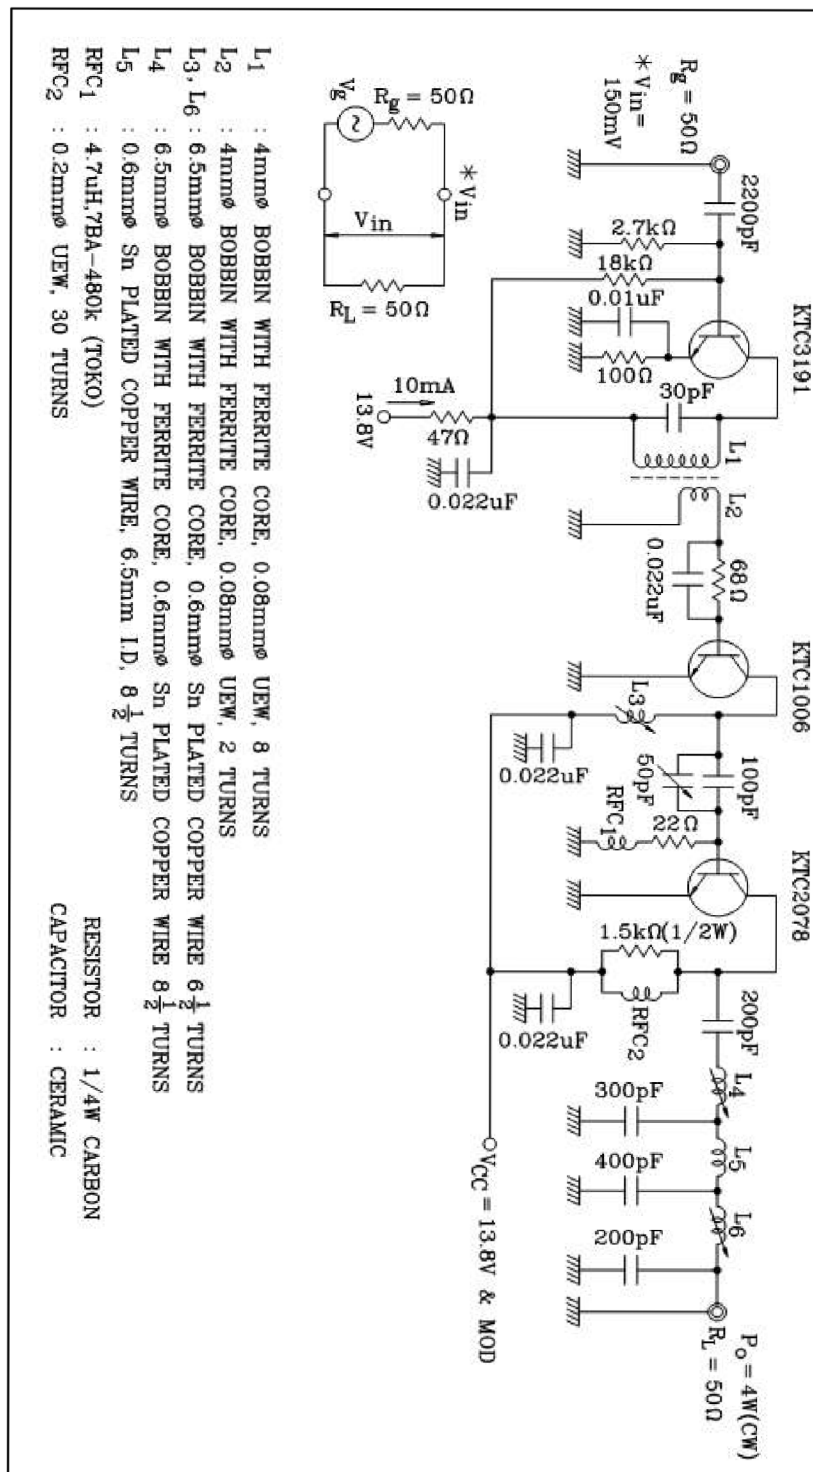 KTC3191
KTC1006
KTC2078
Rg = 50Ω
* Vin =
150mV
2200pF
2.7kΩ
18kΩ
0.01uF
100Ω
30pF
L1
L2
68Ω
0.022uF
10mA
13.8V
47Ω
0.022uF
L3
0.022uF
100pF
50pF
RFC1
22Ω
1.5kΩ(1/2W)
RFC2
0.022uF
200pF
L4
L5
L6
300pF
400pF
200pF
Po = 4W(CW)
RL = 50Ω
VCC = 13.8V & MOD
Rg = 50Ω
Vg
* Vin
Vin
RL = 50Ω
L1 : 4mmø BOBBIN WITH FERRITE CORE, 0.08mmø UEW, 8 TURNS
L2 : 4mmø BOBBIN WITH FERRITE CORE, 0.08mmø UEW, 2 TURNS
L3, L6 : 6.5mmø BOBBIN WITH FERRITE CORE, 0.6mmø Sn PLATED COPPER WIRE 6 1/2 TURNS
L4 : 6.5mmø BOBBIN WITH FERRITE CORE, 0.6mmø Sn PLATED COPPER WIRE 8 1/2 TURNS
L5 : 0.6mmø Sn PLATED COPPER WIRE, 6.5mm I.D, 8 1/2 TURNS
RFC1 : 4.7uH,7BA-480k (TOKO)
RFC2 : 0.2mmø UEW, 30 TURNS
RESISTOR : 1/4W CARBON
CAPACITOR : CERAMIC